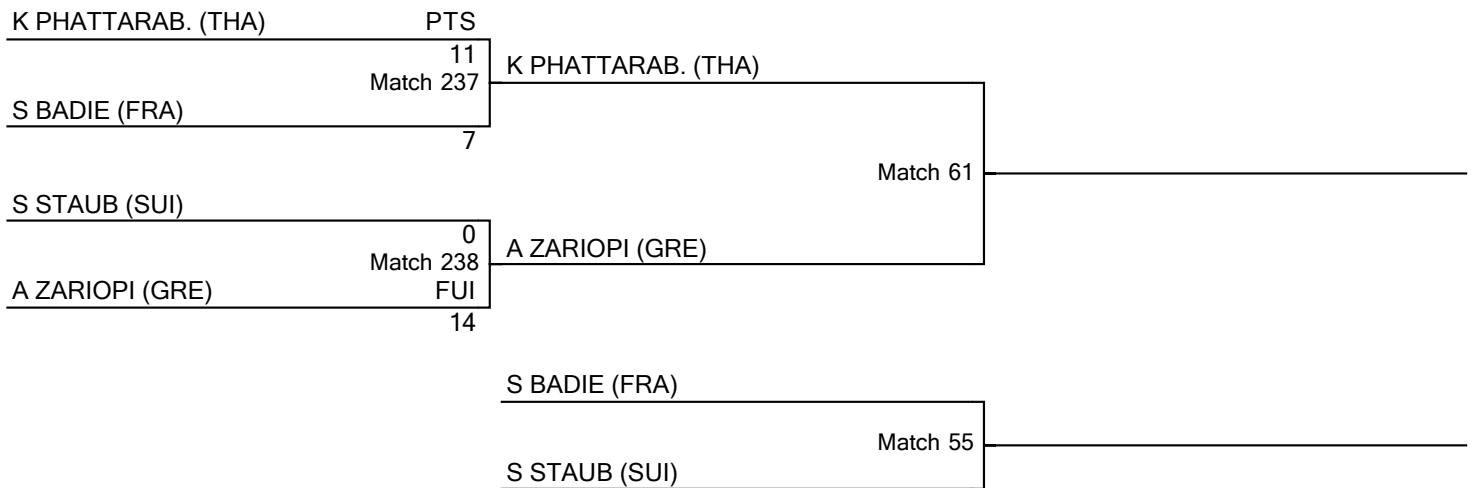 K PHATTARAB. (THA) PTS
11
Match 237
K PHATTARAB. (THA)
S BADIE (FRA)
7
Match 61
S STAUB (SUI)
0
Match 238
A ZARIOPI (GRE)
A ZARIOPI (GRE) FUI
14
S BADIE (FRA)
Match 55
S STAUB (SUI)